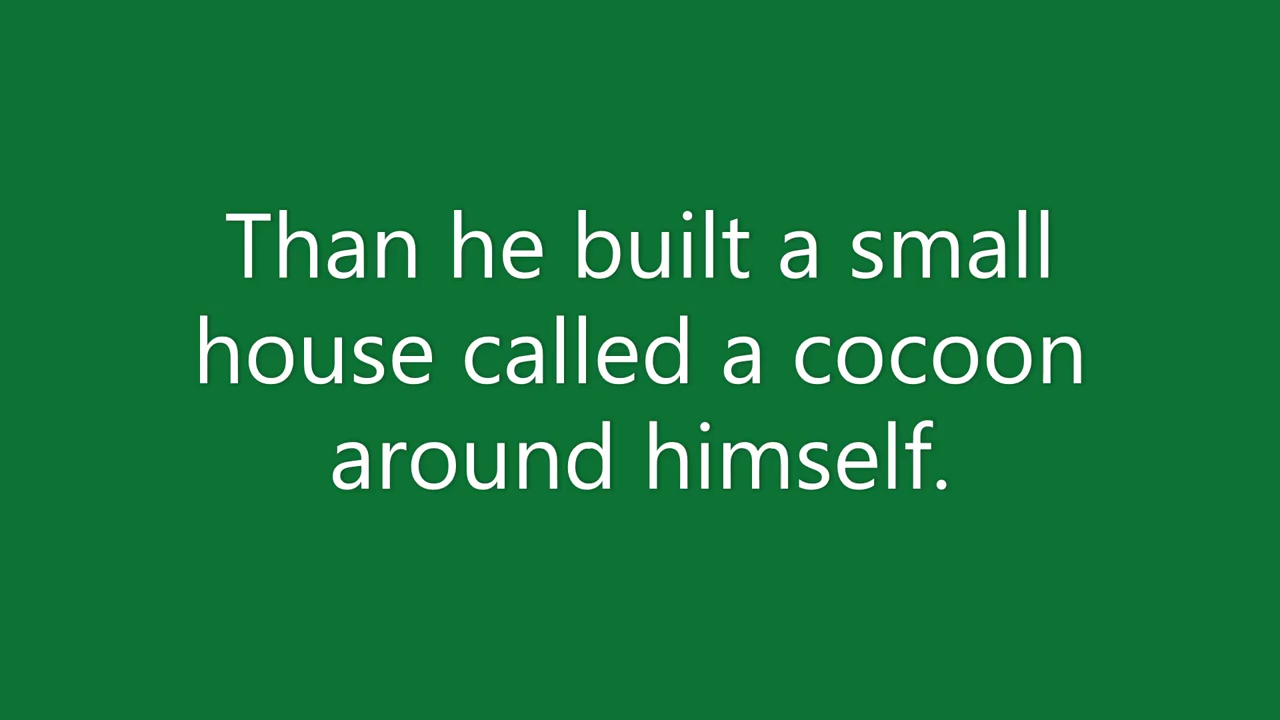 Than he built a small
house called a cocoon
around himself.